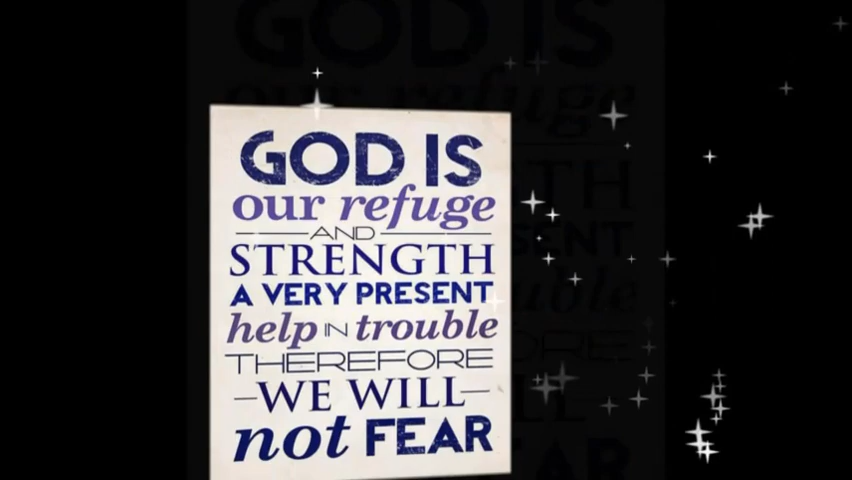 GOD IS
our refuge
AND
STRENGTH
A VERY PRESENT
help IN trouble
THEREFORE
WE WILL
not FEAR